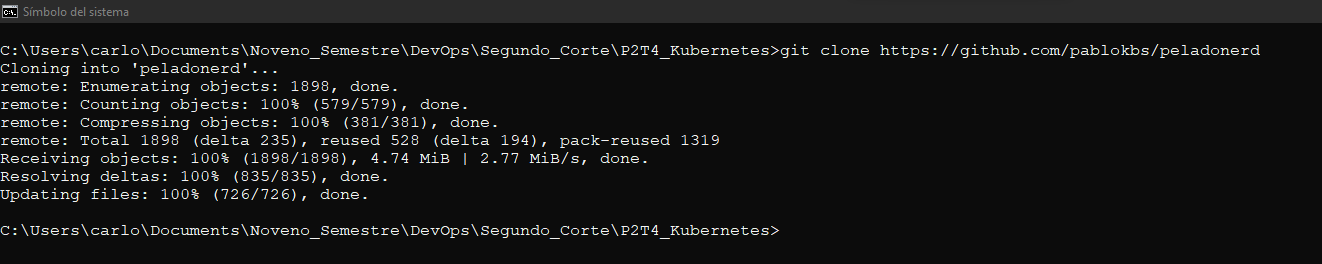 Símbolo del sistema
C:\Users\carlo\Documents\Noveno_Semestre\DevOps\Segundo_Corte\P2T4_Kubernetes>git clone https://github.com/pablokbs/peladonerd
Cloning into 'peladonerd'...
remote: Enumerating objects: 1898, done.
remote: Counting objects: 100% (579/579), done.
remote: Compressing objects: 100% (381/381), done.
remote: Total 1898 (delta 235), reused 528 (delta 194), pack-reused 1319
Receiving objects: 100% (1898/1898), 4.74 MiB | 2.77 MiB/s, done.
Resolving deltas: 100% (835/835), done.
Updating files: 100% (726/726), done.
C:\Users\carlo\Documents\Noveno_Semestre\DevOps\Segundo_Corte\P2T4_Kubernetes>